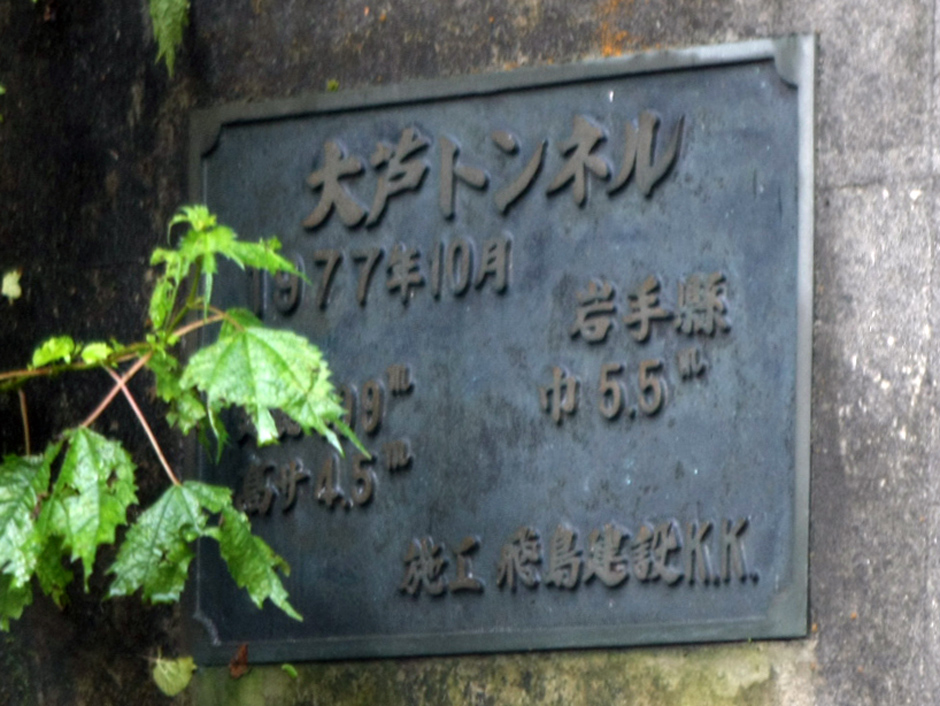 大芦トンネル
1977年10月
岩手縣
巾5.5m
高サ4.5m
施工 飛島建設K.K.